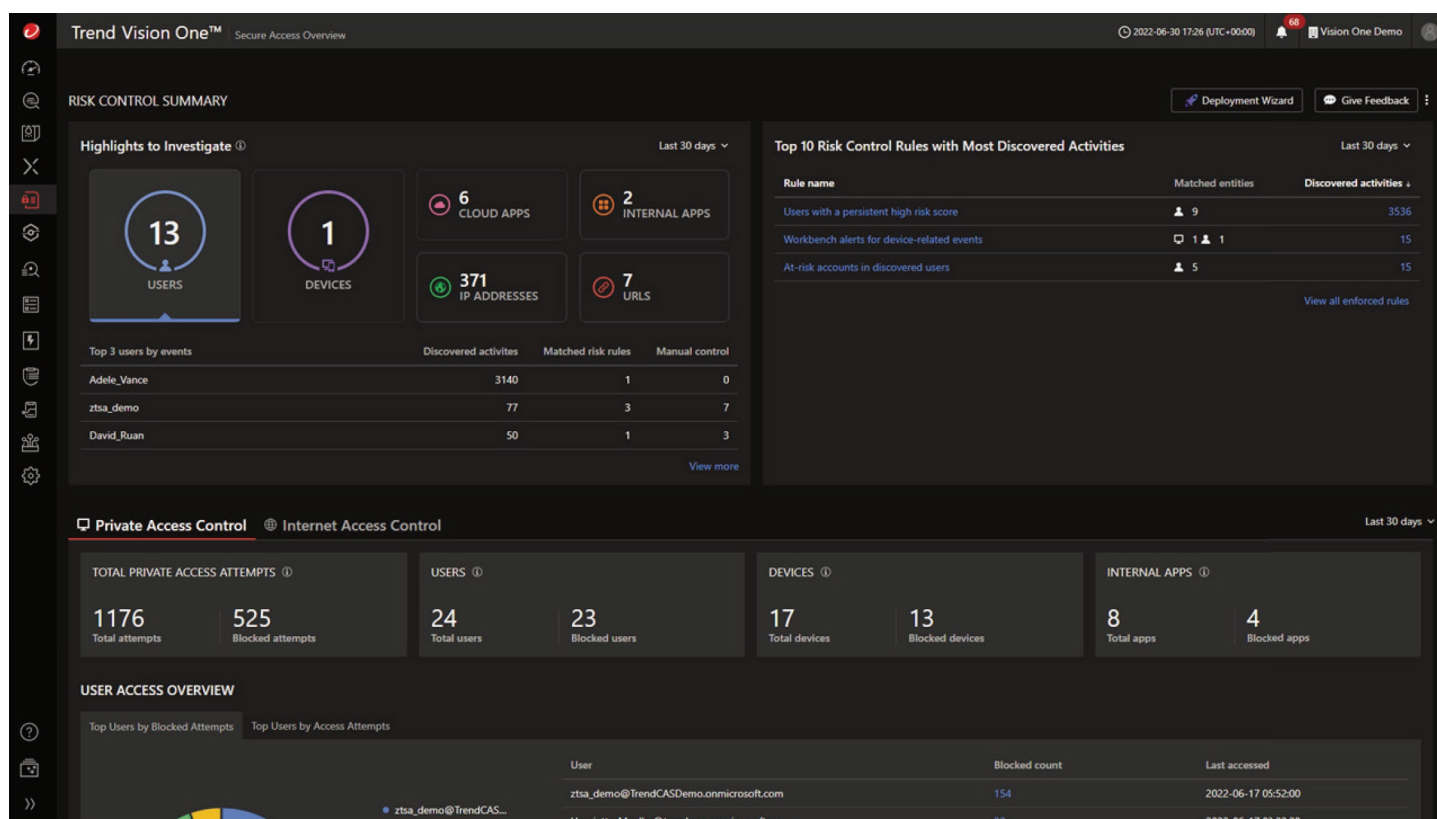 Trend Vision One™ Secure Access Overview 2022-06-30 17:26 (UTC+00:00) 68 Vision One Demo
RISK CONTROL SUMMARY Deployment Wizard Give Feedback
Highlights to Investigate Last 30 days
13
USERS
1
DEVICES
6
CLOUD APPS
2
INTERNAL APPS
371
IP ADDRESSES
7
URLS
Top 3 users by events Discovered activites Matched risk rules Manual control
Adele_Vance 3140 1 0
ztsa_demo 77 3 7
David_Ruan 50 1 3
View more
Top 10 Risk Control Rules with Most Discovered Activities Last 30 days
Rule name Matched entities Discovered activities ↓
Users with a persistent high risk score 9 3536
Workbench alerts for device-related events 1 1 15
At-risk accounts in discovered users 5 15
View all enforced rules
Private Access Control Internet Access Control Last 30 days
TOTAL PRIVATE ACCESS ATTEMPTS
1176 525
Total attempts Blocked attempts
USERS
24 23
Total users Blocked users
DEVICES
17 13
Total devices Blocked devices
INTERNAL APPS
8 4
Total apps Blocked apps
USER ACCESS OVERVIEW
Top Users by Blocked Attempts Top Users by Access Attempts
User Blocked count Last accessed
ztsa_demo@TrendCASDemo.onmicrosoft.com 154 2022-06-17 05:52:00
ztsa_demo@TrendCAS...